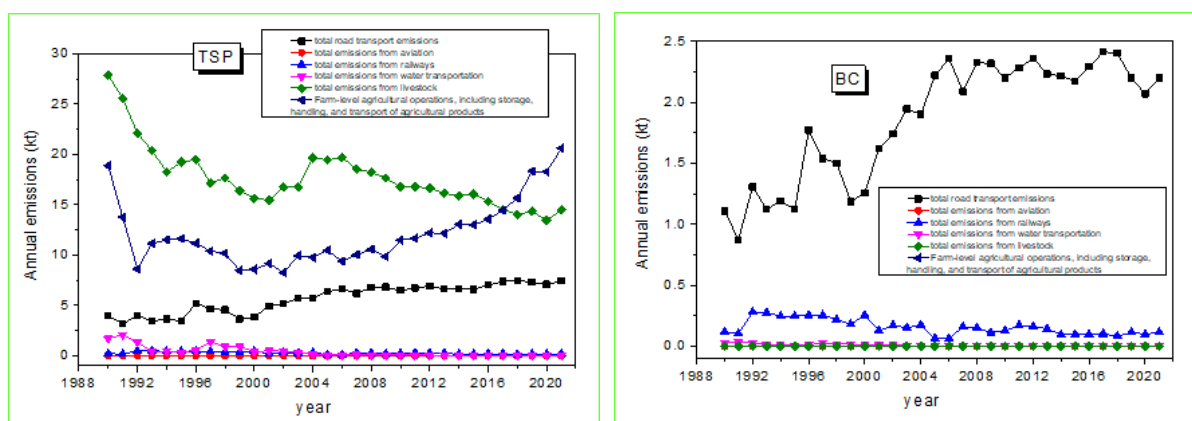 TSP
total road transport emissions
total emissions from aviation
total emissions from railways
total emissions from water transportation
total emissions from livestock
Farm-level agricultural operations, including storage,
handling, and transport of agricultural products
Annual emissions (kt)
30
25
20
15
10
5
0
1988 1992 1996 2000 2004 2008 2012 2016 2020
year
BC
total road transport emissions
total emissions from aviation
total emissions from railways
total emissions from water transportation
total emissions from livestock
Farm-level agricultural operations, including storage,
handling, and transport of agricultural products
Annual emissions (kt)
2.5
2.0
1.5
1.0
0.5
0.0
1988 1992 1996 2000 2004 2008 2012 2016 2020
year